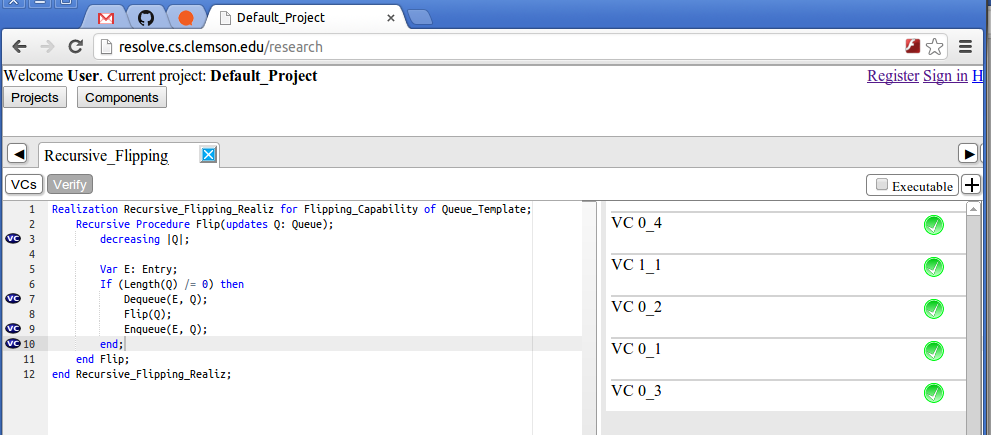 Default_Project
resolve.cs.clemson.edu/research
Welcome User. Current project: Default_Project
Register Sign in H
Projects Components
Recursive_Flipping
VCs Verify
Executable +
1 Realization Recursive_Flipping_Realiz for Flipping_Capability of Queue_Template;
2 Recursive Procedure Flip(updates Q: Queue);
VC 3 decreasing |Q|;
4
5 Var E: Entry;
6 If (Length(Q) /= 0) then
VC 7 Dequeue(E, Q);
8 Flip(Q);
VC 9 Enqueue(E, Q);
VC 10 end;
11 end Flip;
12 end Recursive_Flipping_Realiz;
VC 0_4
VC 1_1
VC 0_2
VC 0_1
VC 0_3